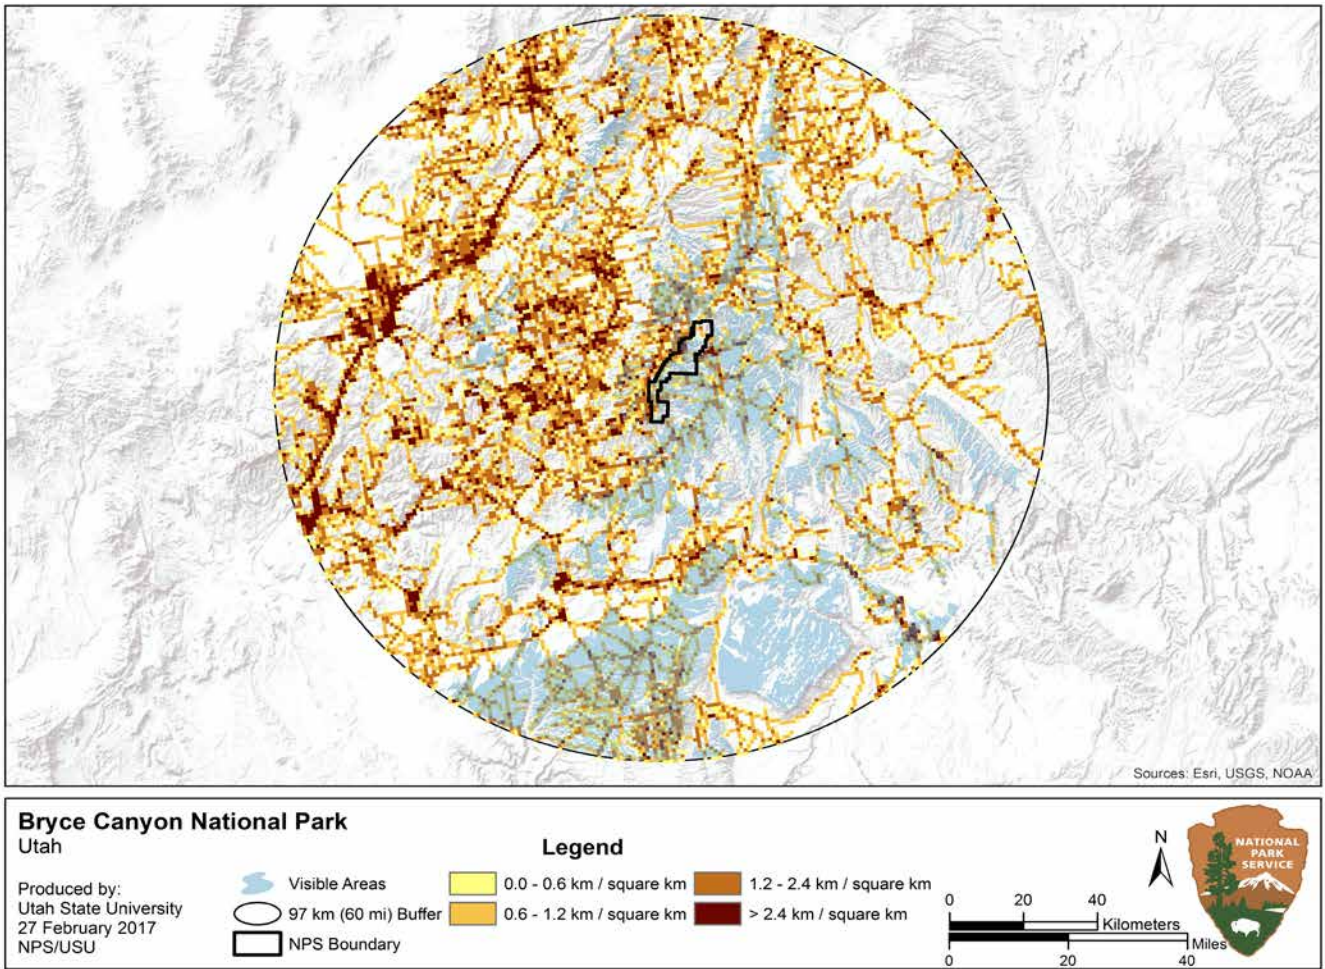 Sources: Esri, USGS, NOAA
Bryce Canyon National Park
Utah
Produced by:
Utah State University
27 February 2017
NPS/USU
Legend
Visible Areas
97 km (60 mi) Buffer
NPS Boundary
0.0 - 0.6 km / square km
0.6 - 1.2 km / square km
1.2 - 2.4 km / square km
> 2.4 km / square km
N
0 20 40
Kilometers
Miles
0 20 40
NATIONAL
PARK
SERVICE